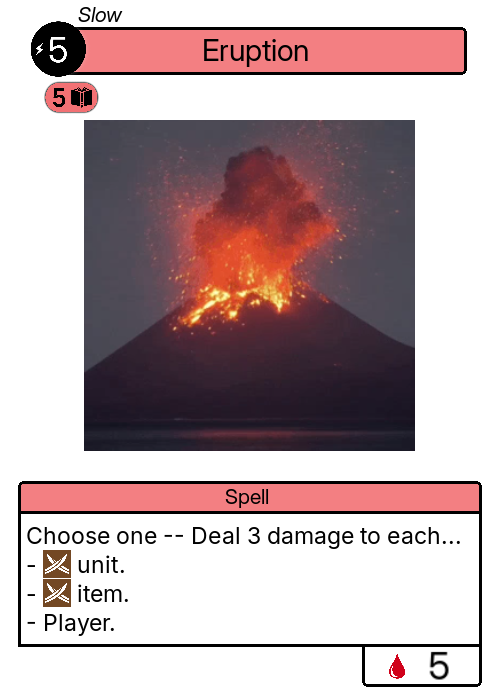 Slow
5
Eruption
5
Spell
Choose one -- Deal 3 damage to each...
- unit.
- item.
- Player.
5